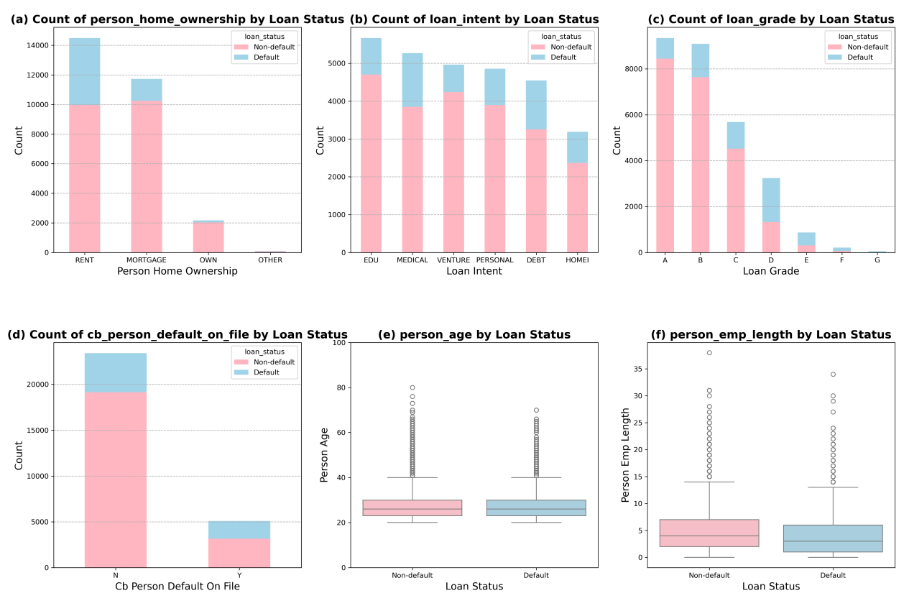 (a) Count of person_home_ownership by Loan Status
14000
12000
10000
8000
6000
4000
2000
0
Count
loan_status
Non-default
Default
RENT MORTGAGE OWN OTHER
Person Home Ownership
(b) Count of loan_intent by Loan Status
5000
4000
3000
2000
1000
0
Count
loan_status
Non-default
Default
EDU MEDICAL VENTURE PERSONAL DEBT HOMEI
Loan Intent
(c) Count of loan_grade by Loan Status
8000
6000
4000
2000
0
Count
loan_status
Non-default
Default
A B C D E F G
Loan Grade
(d) Count of cb_person_default_on_file by Loan Status
20000
15000
10000
5000
0
Count
loan_status
Non-default
Default
N Y
Cb Person Default On File
(e) person_age by Loan Status
100
80
60
40
20
0
Person Age
Non-default Default
Loan Status
(f) person_emp_length by Loan Status
35
30
25
20
15
10
5
0
Person Emp Length
Non-default Default
Loan Status